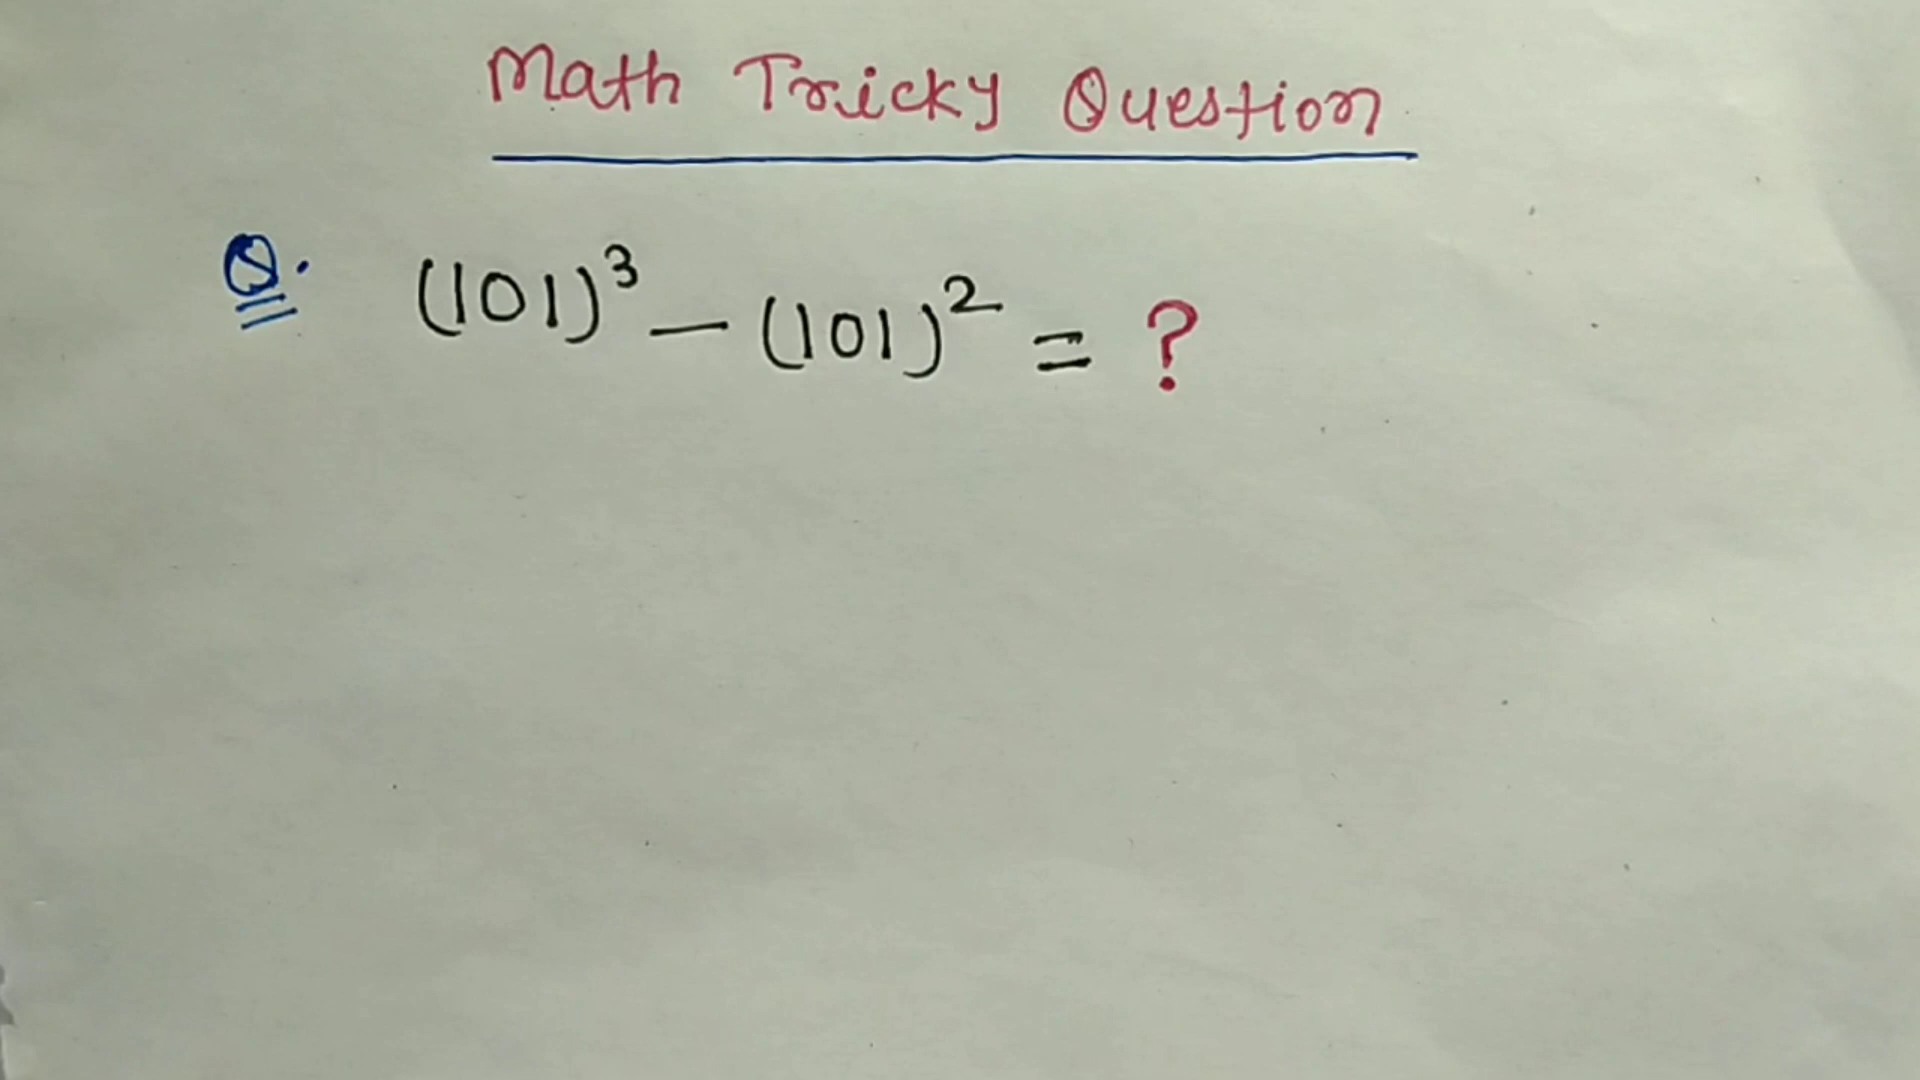 Math Tricky Question
Q. (101)³ – (101)² = ?